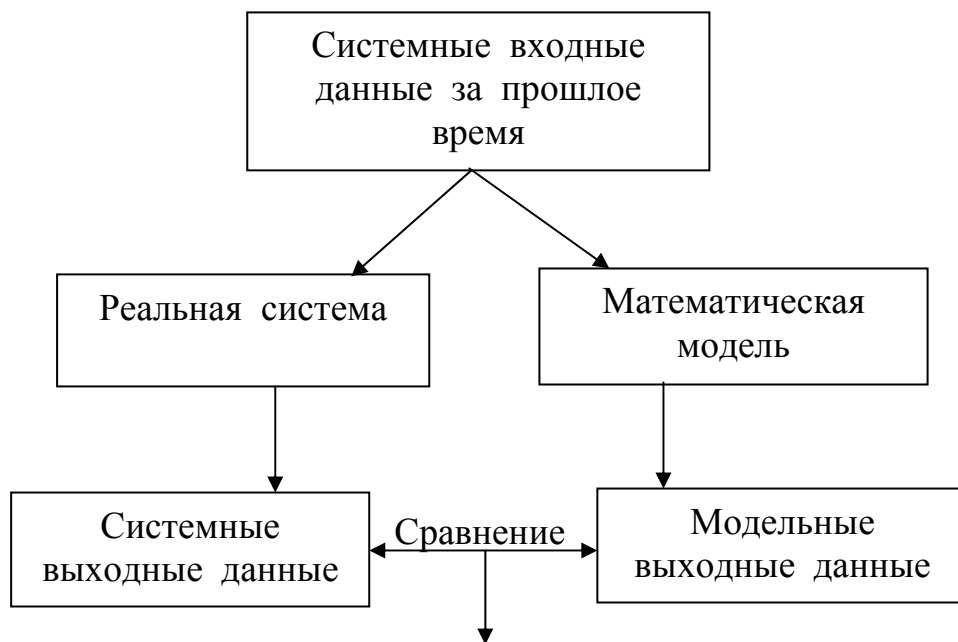 Системные входные
данные за прошлое
время
Реальная система
Математическая
модель
Системные
выходные данные
Сравнение
Модельные
выходные данные